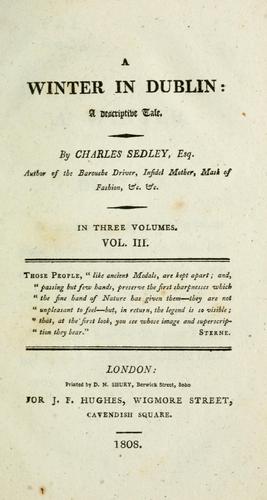 A
WINTER IN DUBLIN:
A descriptive Tale.
By CHARLES SEDLEY, Esq.
Author of the Barouche Driver, Infidel Mother, Mask of
Fashion, &c. &c.
IN THREE VOLUMES.
VOL. III.
THOSE PEOPLE, "like ancient Medals, are kept apart; and,
"passing but few hands, preserve the first sharpnesses which
"the fine hand of Nature has given them—they are not
"unpleasant to feel—but, in return, the legend is so visible;
"that, at the first look, you see whose image and superscrip-
"tion they bear." STERNE.
LONDON:
Printed by D. N. SHURY, Berwick Street, Soho
FOR J. F. HUGHES, WIGMORE STREET,
CAVENDISH SQUARE.
1808.